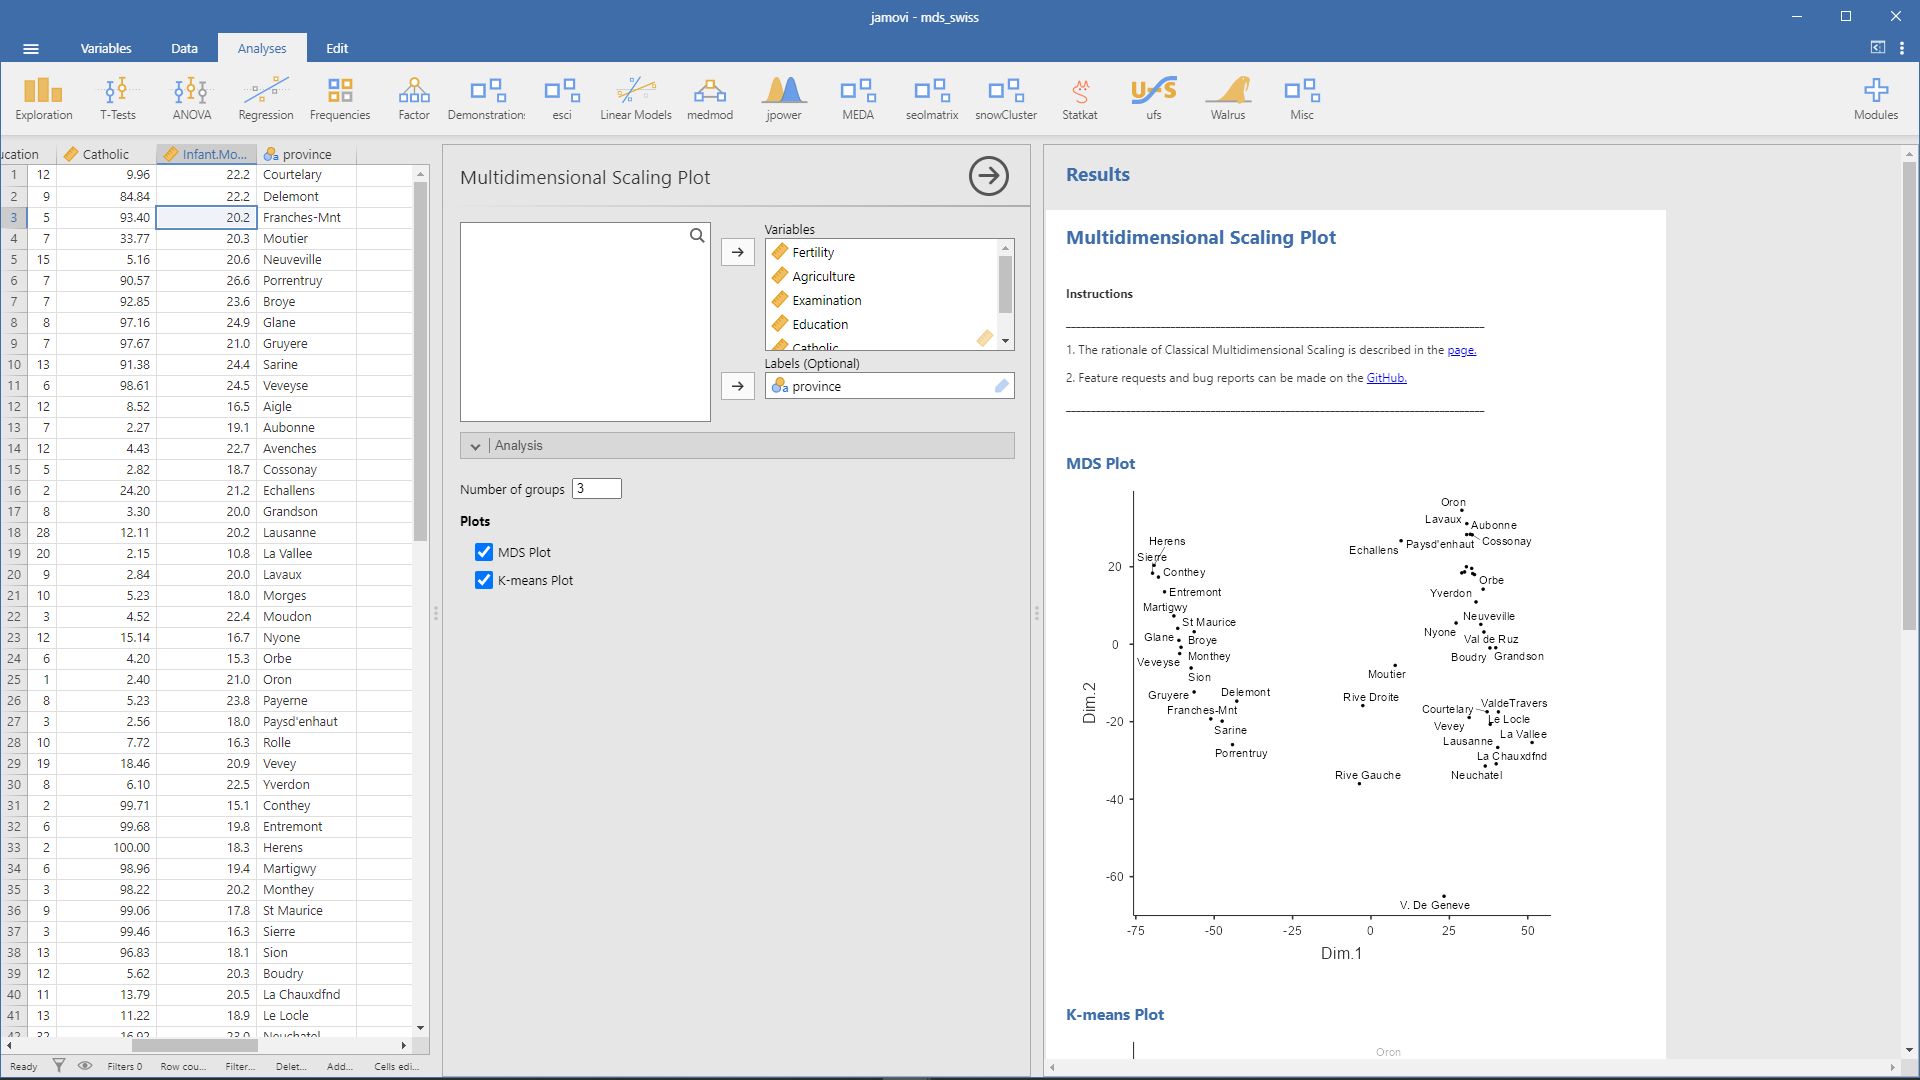 jamovi - mds_swiss
Variables Data Analyses Edit
Exploration T-Tests ANOVA Regression Frequencies Factor Demonstrations esci Linear Models medmod jpower MEDA seolmatrix snowCluster Statkat ufs Walrus Misc Modules
ucation Catholic Infant.Mo... province
1 12 9.96 22.2 Courtelary
2 9 84.84 22.2 Delemont
3 5 93.40 20.2 Franches-Mnt
4 7 33.77 20.3 Moutier
5 15 5.16 20.6 Neuveville
6 7 90.57 26.6 Porrentruy
7 7 92.85 23.6 Broye
8 8 97.16 24.9 Glane
9 7 97.67 21.0 Gruyere
10 13 91.38 24.4 Sarine
11 6 98.61 24.5 Veveyse
12 12 8.52 16.5 Aigle
13 7 2.27 19.1 Aubonne
14 12 4.43 22.7 Avenches
15 5 2.82 18.7 Cossonay
16 2 24.20 21.2 Echallens
17 8 3.30 20.0 Grandson
18 28 12.11 20.2 Lausanne
19 20 2.15 10.8 La Vallee
20 9 2.84 20.0 Lavaux
21 10 5.23 18.0 Morges
22 3 4.52 22.4 Moudon
23 12 15.14 16.7 Nyone
24 6 4.20 15.3 Orbe
25 1 2.40 21.0 Oron
26 8 5.23 23.8 Payerne
27 3 2.56 18.0 Paysd'enhaut
28 10 7.72 16.3 Rolle
29 19 18.46 20.9 Vevey
30 8 6.10 22.5 Yverdon
31 2 99.71 15.1 Conthey
32 6 99.68 19.8 Entremont
33 2 100.00 18.3 Herens
34 6 98.96 19.4 Martigwy
35 3 98.22 20.2 Monthey
36 9 99.06 17.8 St Maurice
37 3 99.46 16.3 Sierre
38 13 96.83 18.1 Sion
39 12 5.62 20.3 Boudry
40 11 13.79 20.5 La Chauxdfnd
41 13 11.22 18.9 Le Locle
42 32 16.92 23.0 Neuchatel
Ready Filters 0 Row cou... Filter... Delet... Add... Cells edi...
Multidimensional Scaling Plot
Variables
Fertility
Agriculture
Examination
Education
Catholic
Labels (Optional)
province
Analysis
Number of groups 3
Plots
MDS Plot
K-means Plot
Results
Multidimensional Scaling Plot
Instructions
1. The rationale of Classical Multidimensional Scaling is described in the page.
2. Feature requests and bug reports can be made on the GitHub.
MDS Plot
Oron
Lavaux
Aubonne
Herens
Paysd'enhaut
Cossonay
Echallens
Sierre
20
Conthey
Orbe
Entremont
Yverdon
Martigwy
Neuveville
St Maurice
Nyone
Glane
Broye
Val de Ruz
0
Veveyse
Monthey
Boudry
Grandson
Sion
Moutier
Gruyere
Delemont
Rive Droite
ValdeTravers
Dim.2
Franches-Mnt
Courtelary
-20
Le Locle
Sarine
Vevey
La Vallee
Lausanne
Porrentruy
La Chauxdfnd
Rive Gauche
Neuchatel
-40
-60
V. De Geneve
-75 -50 -25 0 25 50
Dim.1
K-means Plot
Oron